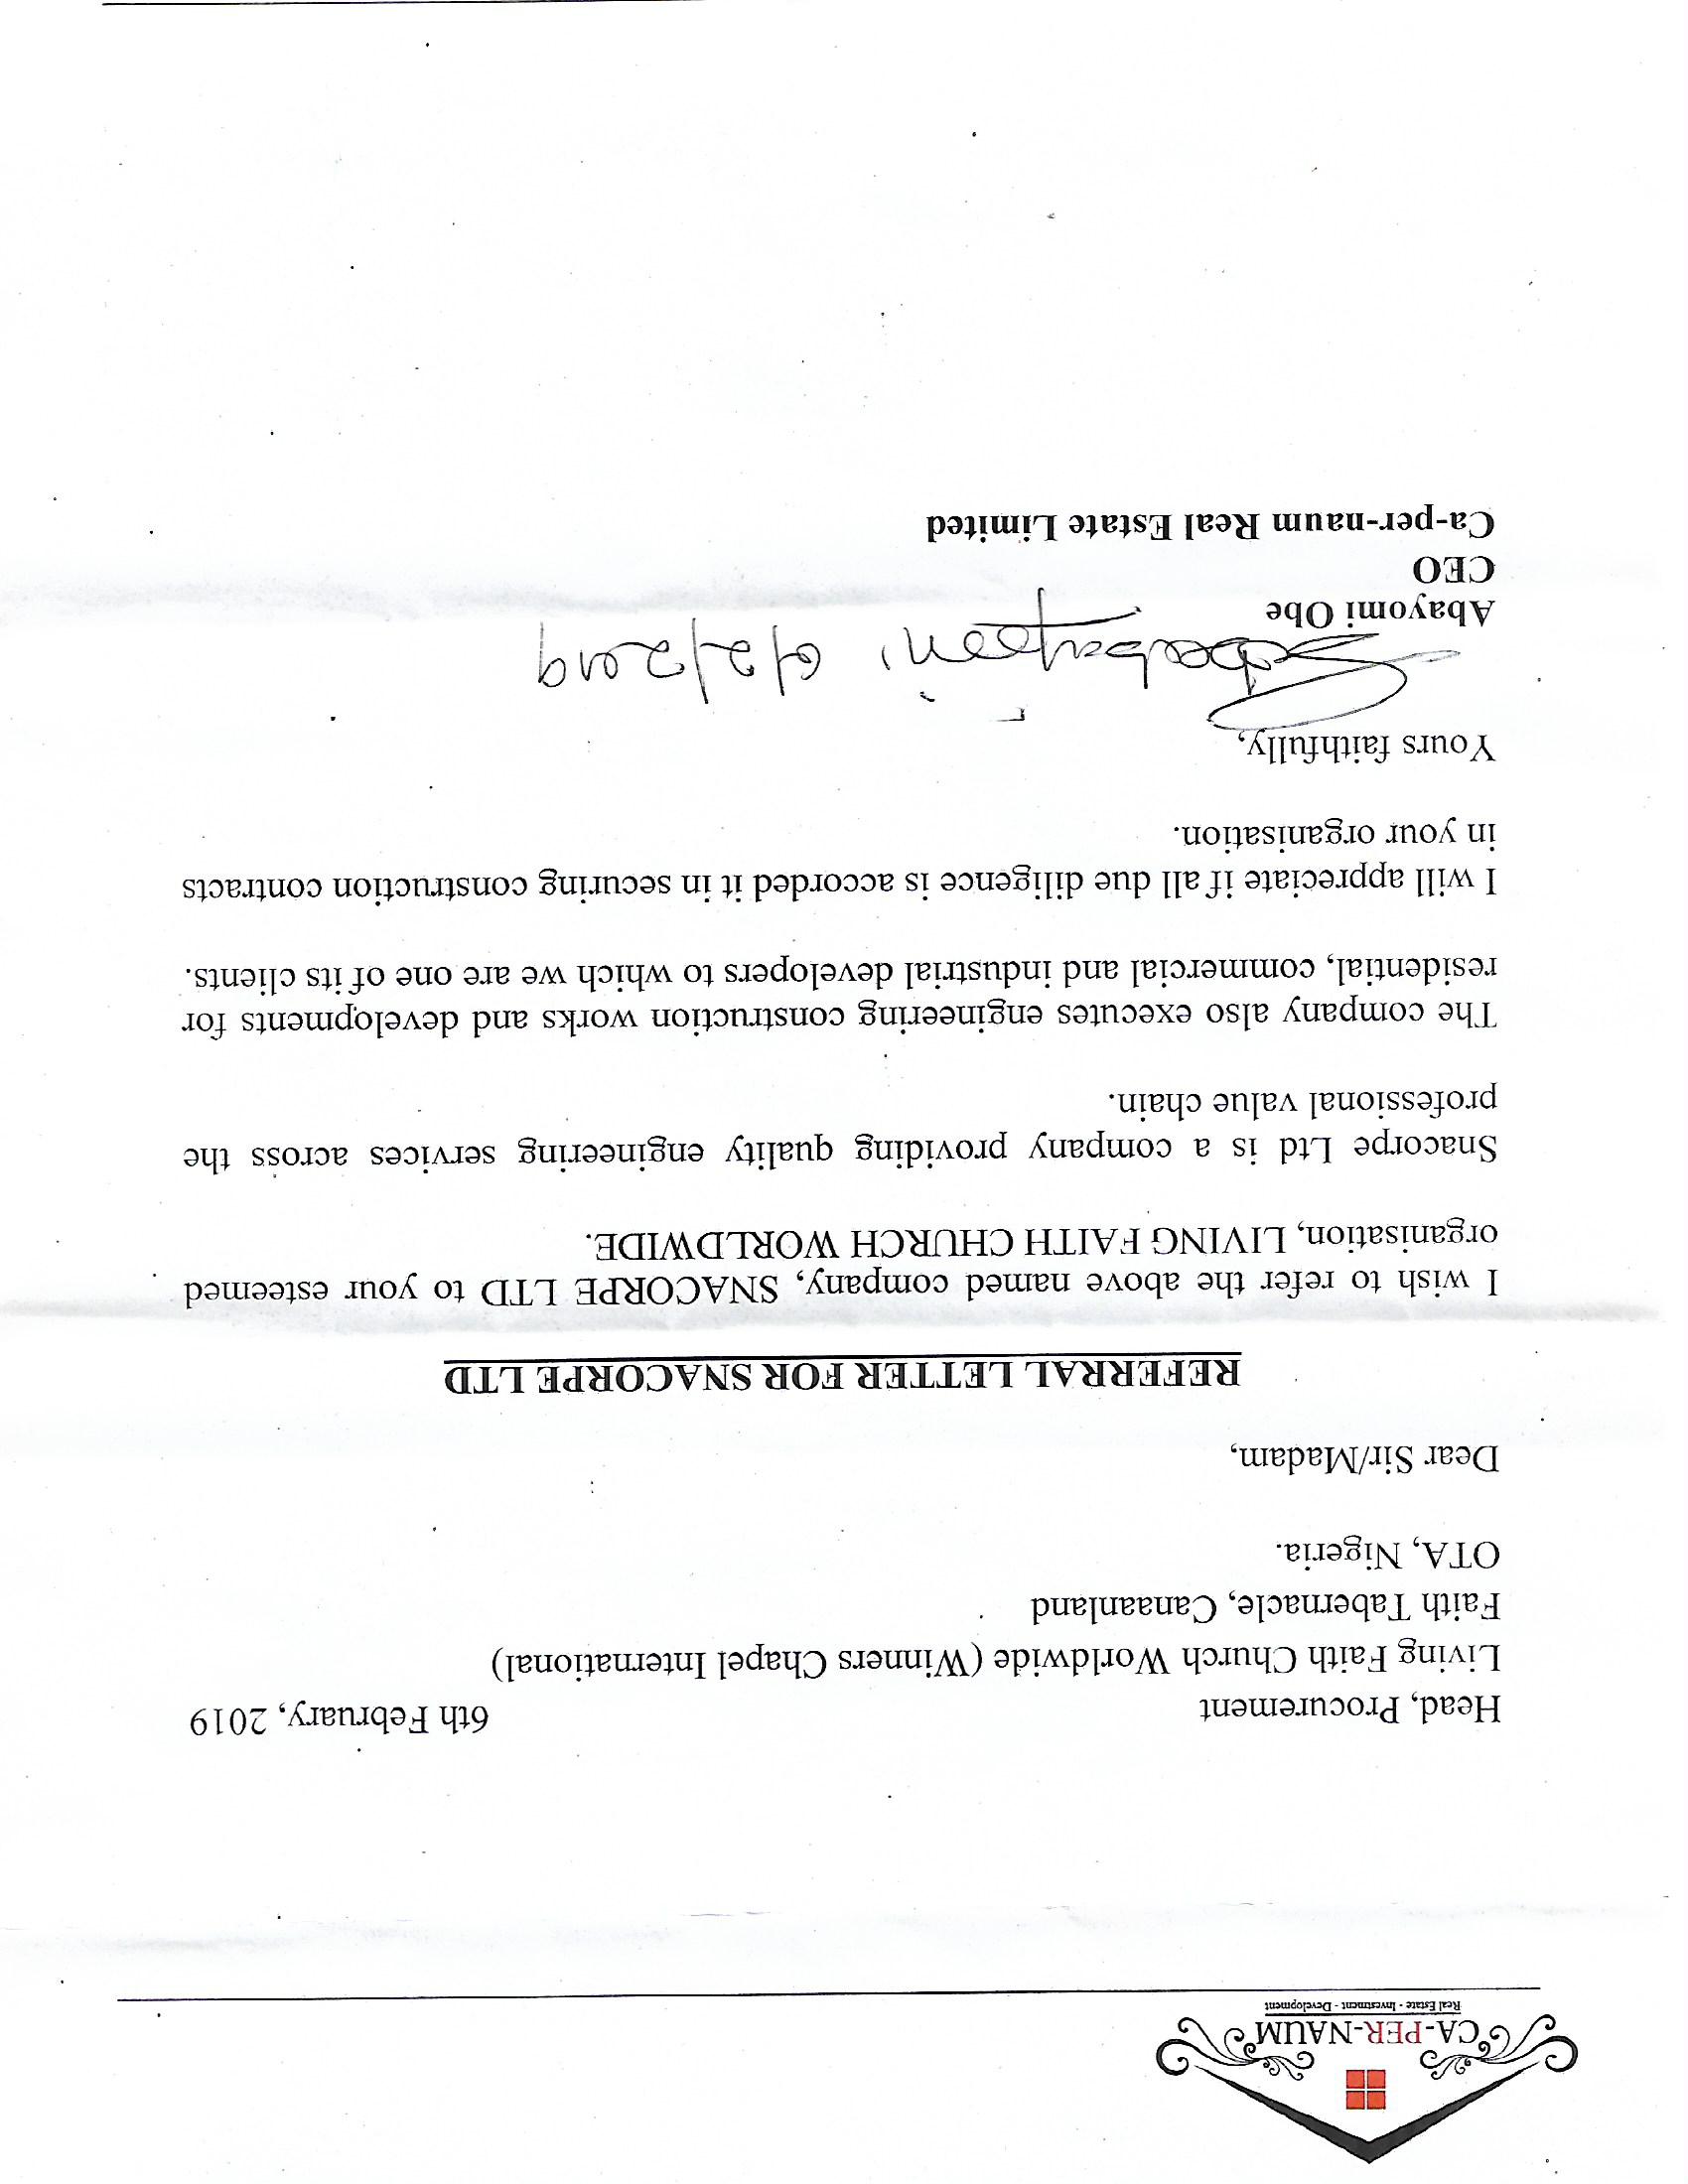 CA-PER-NAUM
Real Estate - Investment - Development
Head, Procurement
6th February, 2019
Living Faith Church Worldwide (Winners Chapel International)
Faith Tabernacle, Canaanland
OTA, Nigeria.
Dear Sir/Madam,
REFERRAL LETTER FOR SNACORPE LTD
I wish to refer the above named company, SNACORPE LTD to your esteemed
organisation, LIVING FAITH CHURCH WORLDWIDE.
Snacorpe Ltd is a company providing quality engineering services across the
professional value chain.
The company also executes engineering construction works and developments for
residential, commercial and industrial developers to which we are one of its clients.
I will appreciate if all due diligence is accorded it in securing construction contracts
in your organisation.
Yours faithfully,
6/2/2019
Abayomi Obe
CEO
Ca-per-naum Real Estate Limited